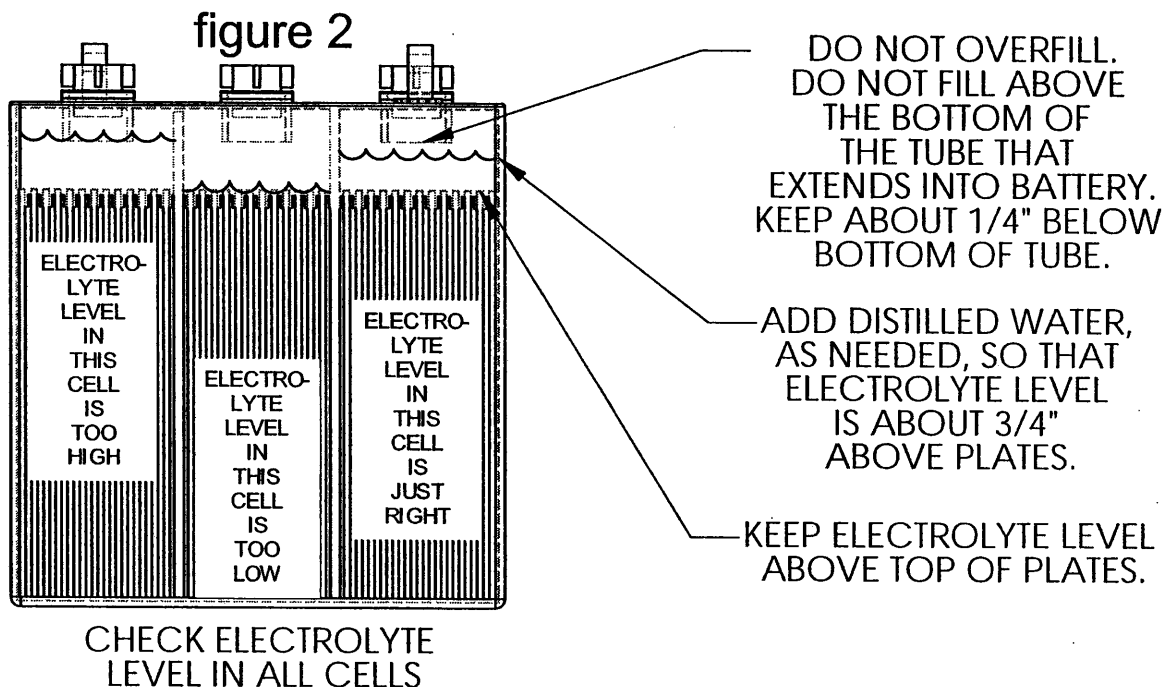 figure 2
DO NOT OVERFILL.
DO NOT FILL ABOVE
THE BOTTOM OF
THE TUBE THAT
EXTENDS INTO BATTERY.
KEEP ABOUT 1/4" BELOW
BOTTOM OF TUBE.
ADD DISTILLED WATER,
AS NEEDED, SO THAT
ELECTROLYTE LEVEL
IS ABOUT 3/4"
ABOVE PLATES.
KEEP ELECTROLYTE LEVEL
ABOVE TOP OF PLATES.
ELECTRO-
LYTE
LEVEL
IN
THIS
CELL
IS
TOO
HIGH
ELECTRO-
LYTE
LEVEL
IN
THIS
CELL
IS
TOO
LOW
ELECTRO-
LYTE
LEVEL
IN
THIS
CELL
IS
JUST
RIGHT
CHECK ELECTROLYTE
LEVEL IN ALL CELLS